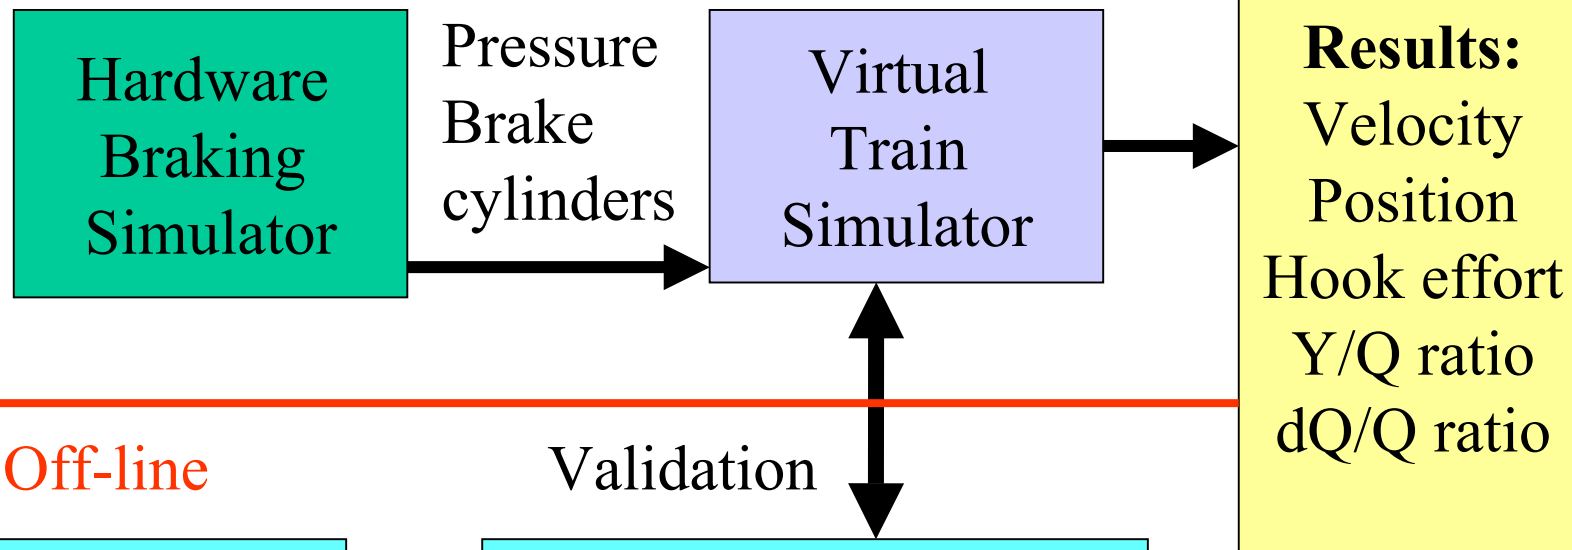 Hardware
Braking
Simulator
Pressure
Brake
cylinders
Virtual
Train
Simulator
Results:
Velocity
Position
Hook effort
Y/Q ratio
dQ/Q ratio
Off-line
Validation